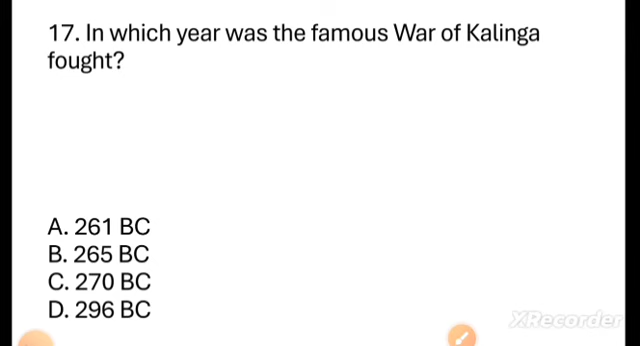 17. In which year was the famous War of Kalinga
fought?
A. 261 BC
B. 265 BC
C. 270 BC
D. 296 BC
XRecorder